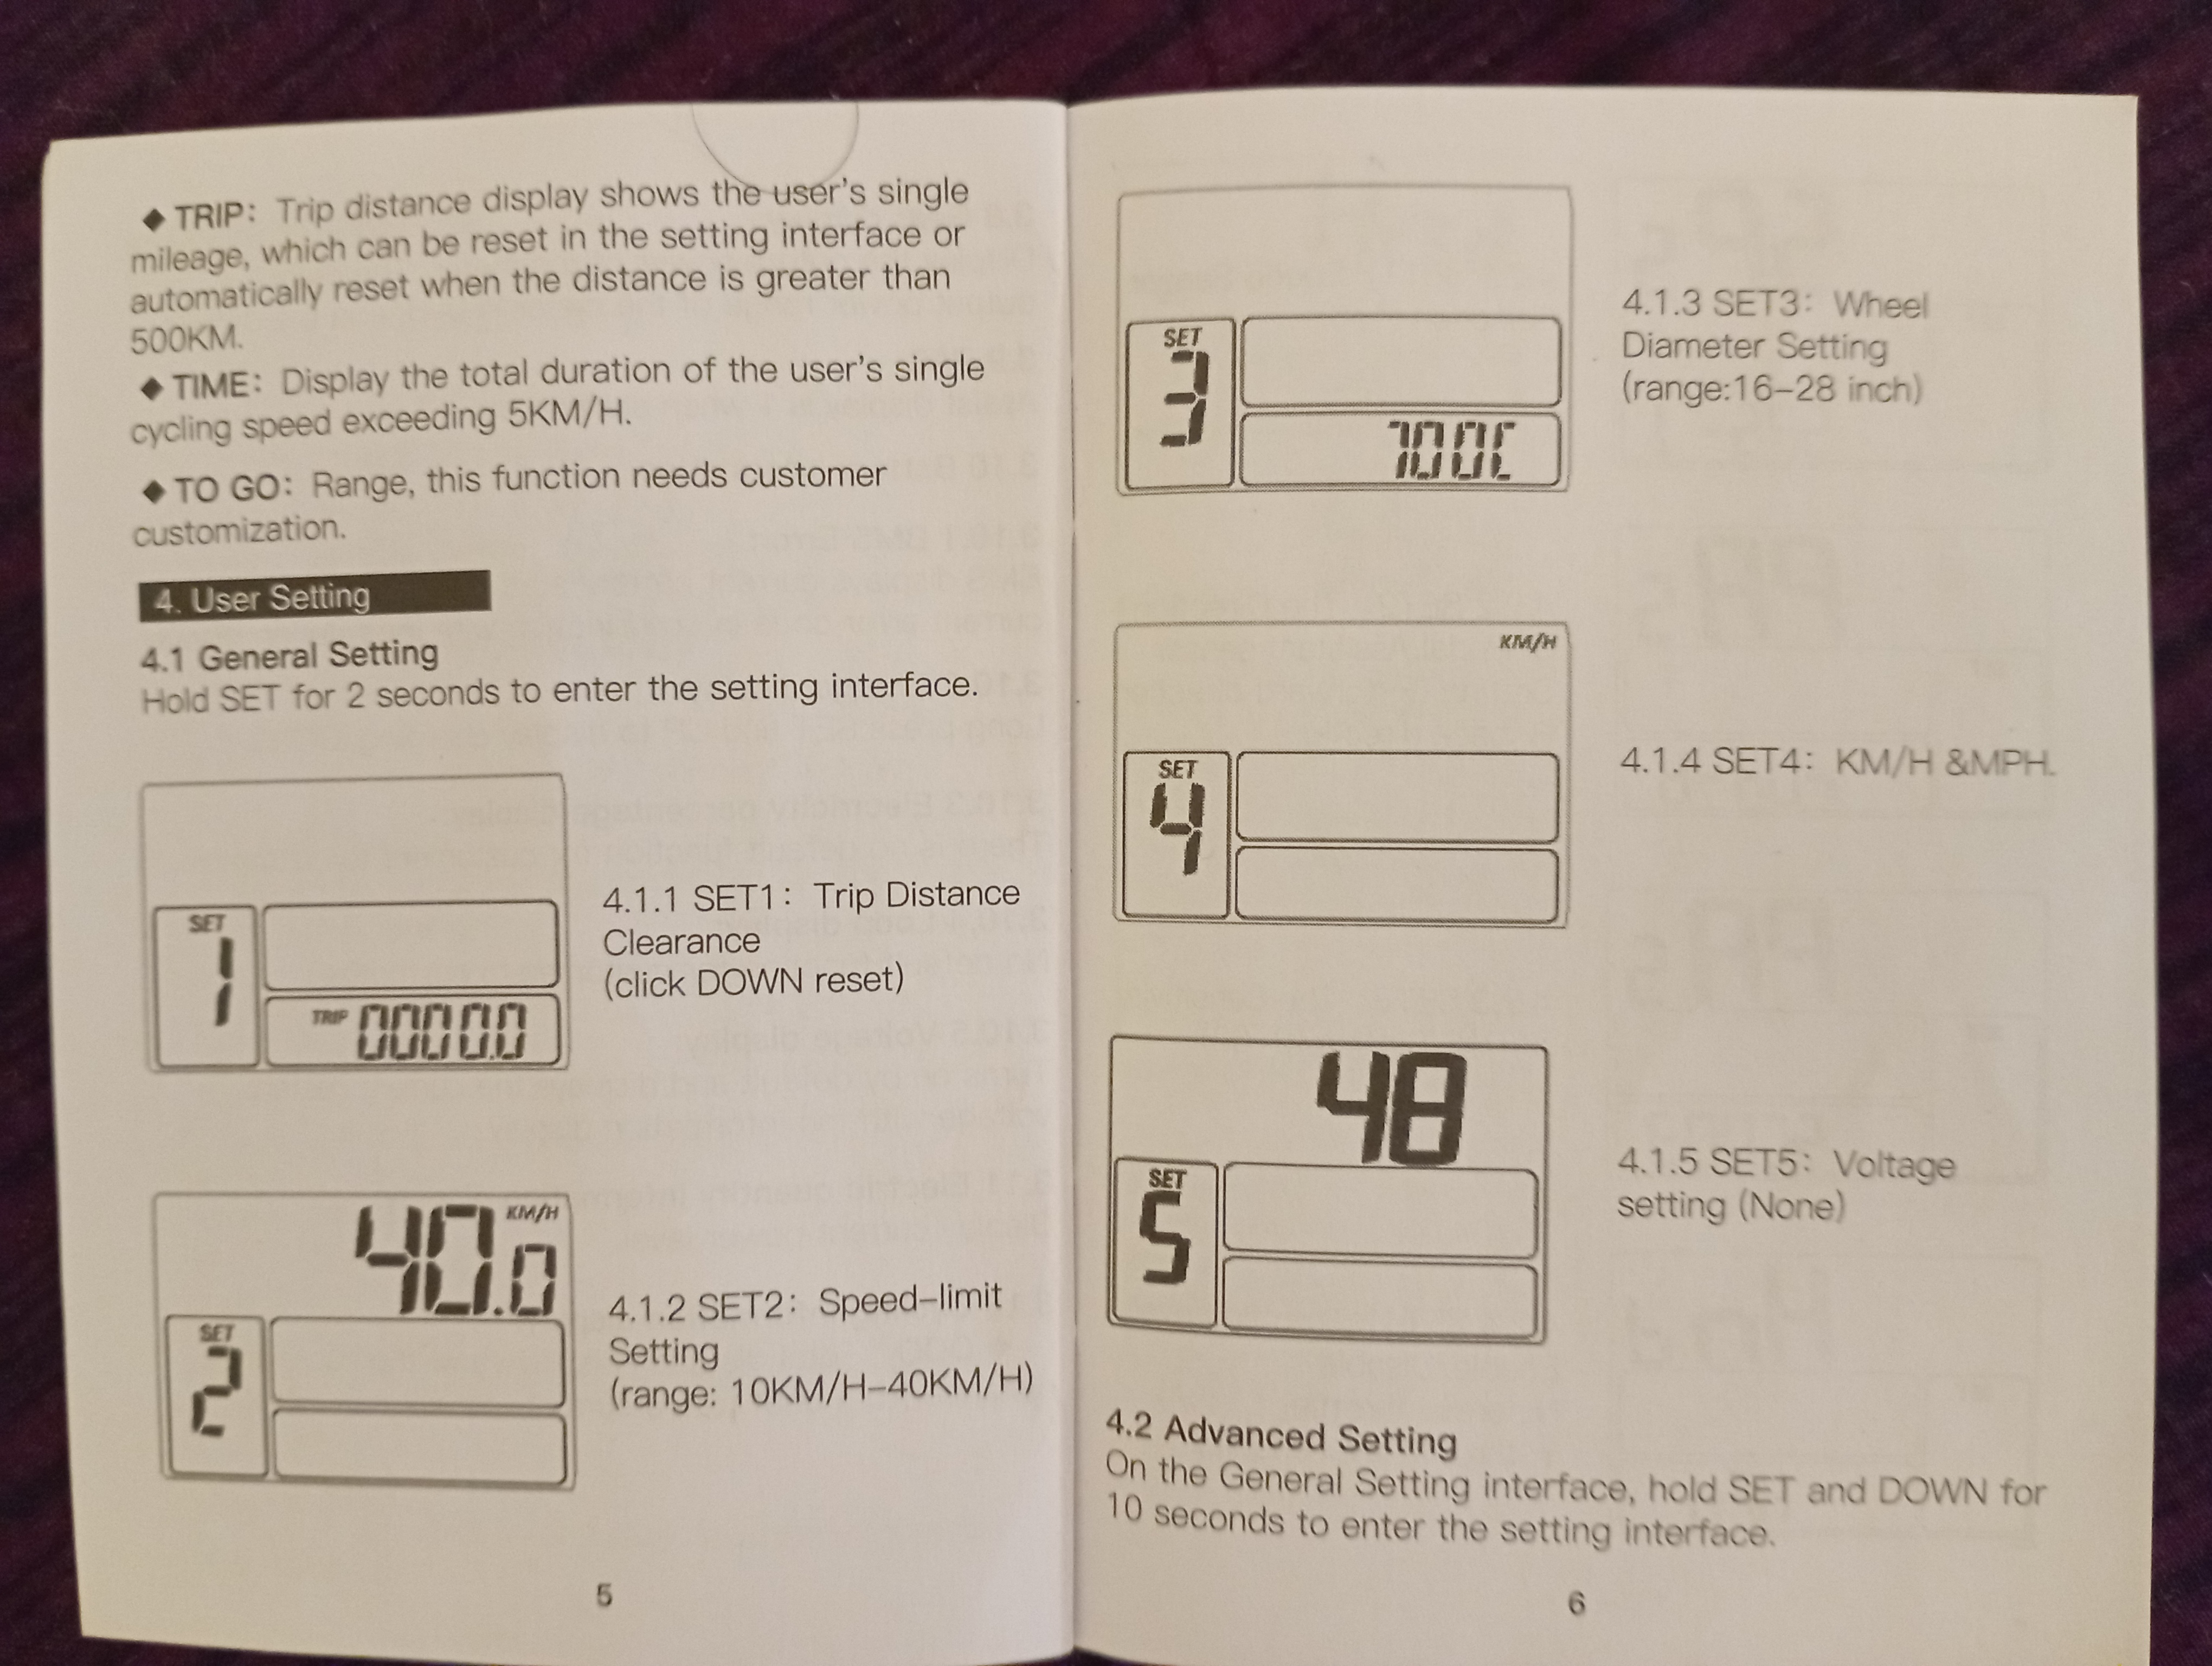 ◆ TRIP: Trip distance display shows the user's single
mileage, which can be reset in the setting interface or
automatically reset when the distance is greater than
500KM.
◆ TIME: Display the total duration of the user's single
cycling speed exceeding 5KM/H.
◆ TO GO: Range, this function needs customer
customization.
4. User Setting
4.1 General Setting
Hold SET for 2 seconds to enter the setting interface.
SET
1
TRIP 0000.0
4.1.1 SET1: Trip Distance
Clearance
(click DOWN reset)
40.0 KM/H
SET
2
4.1.2 SET2: Speed-limit
Setting
(range: 10KM/H-40KM/H)
5
SET
3
700C
4.1.3 SET3: Wheel
Diameter Setting
(range:16-28 inch)
KM/H
SET
4
4.1.4 SET4: KM/H &MPH.
48
SET
5
4.1.5 SET5: Voltage
setting (None)
4.2 Advanced Setting
On the General Setting interface, hold SET and DOWN for
10 seconds to enter the setting interface.
6